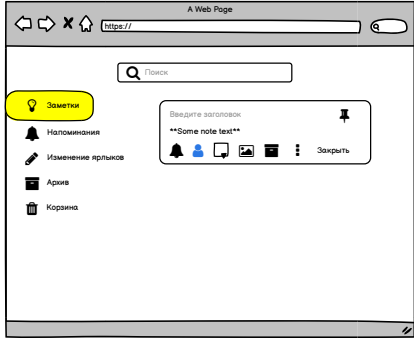 A Web Page
https://
Поиск
Заметки
Напоминания
Изменение ярлыков
Архив
Корзина
Введите заголовок
**Some note text**
Закрыть